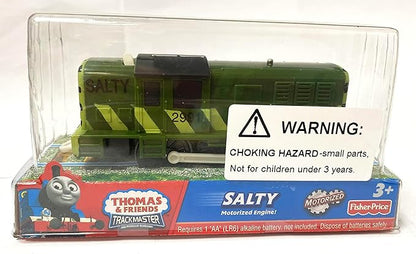 SALTY
2991
WARNING:
CHOKING HAZARD-small parts,
Not for children under 3 years.
THOMAS
& FRIENDS
TRACKMASTER
SALTY
Motorized Engine!
MOTORIZED
3+
Fisher-Price
Requires 1 "AA" (LR6) alkaline battery, not included. Dispose of batteries safely.